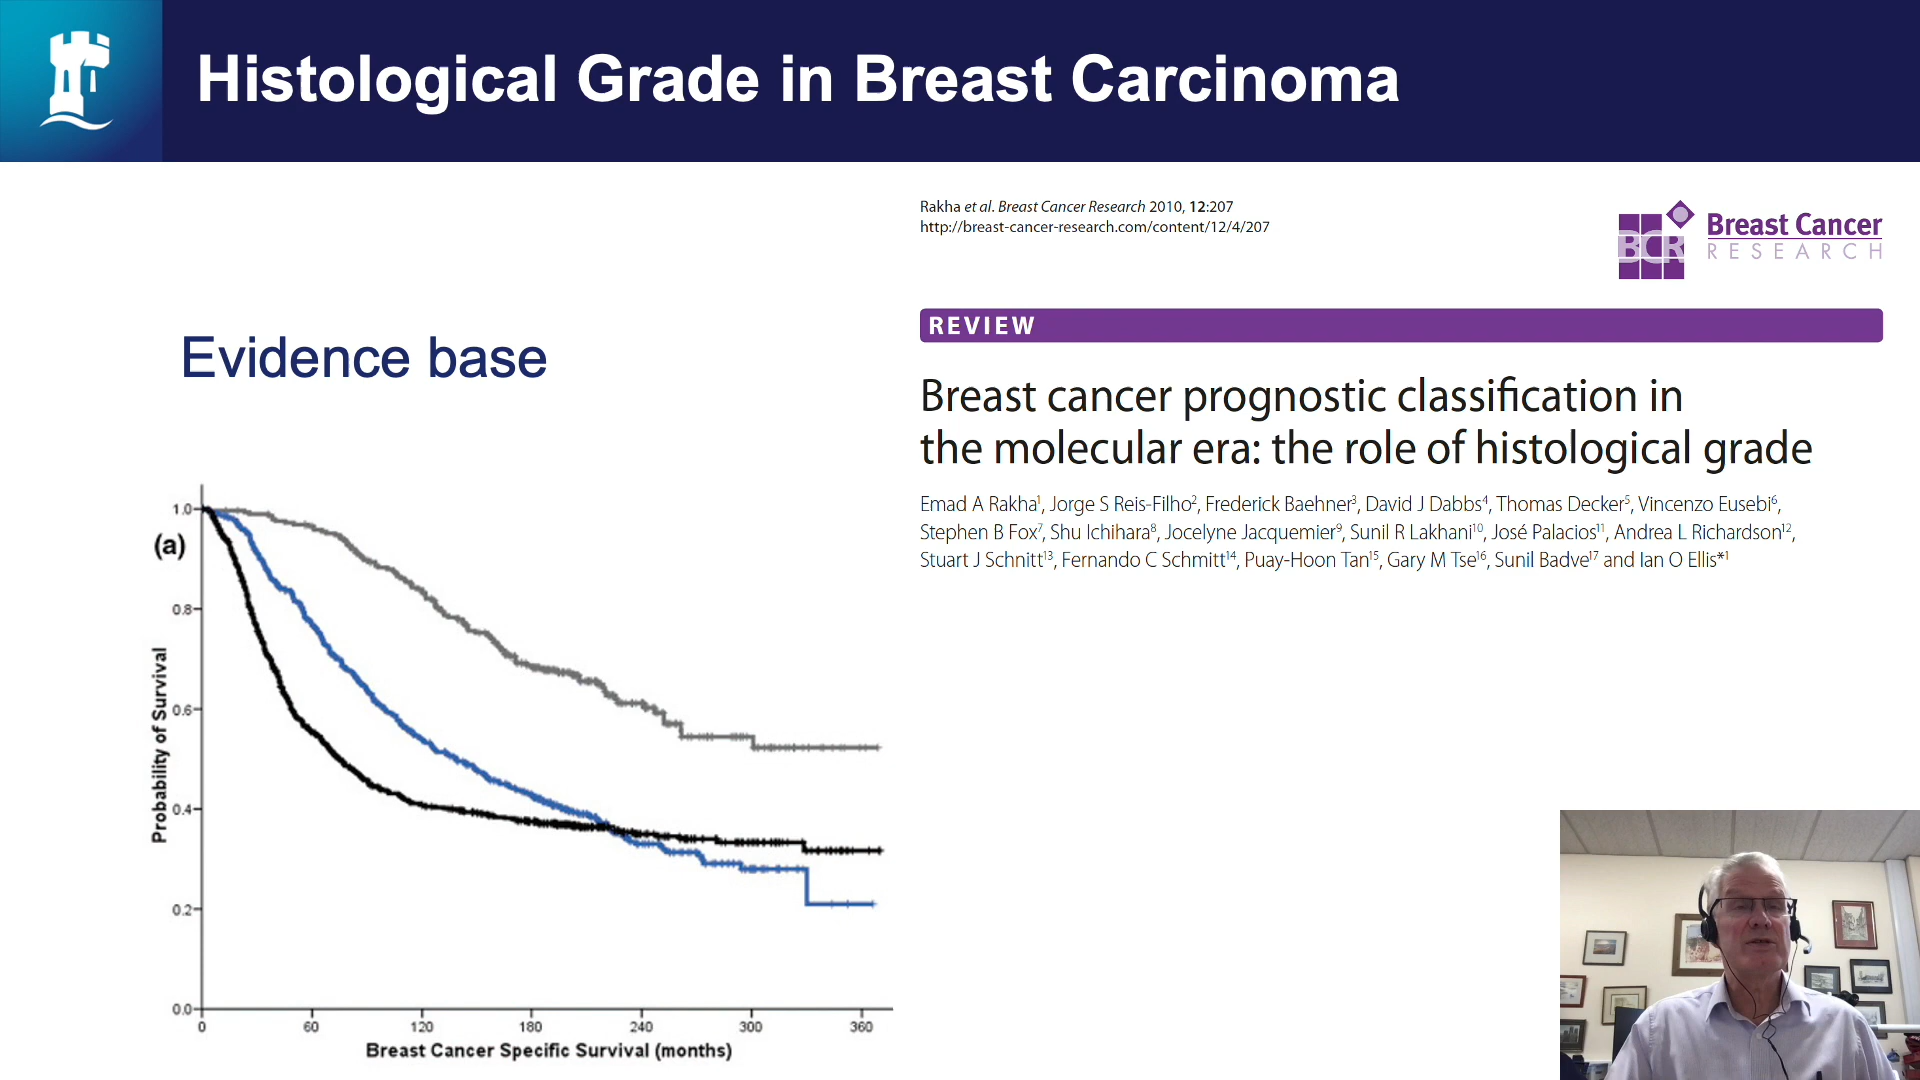 Histological Grade in Breast Carcinoma
Rakha et al. Breast Cancer Research 2010, 12:207
http://breast-cancer-research.com/content/12/4/207
BCR
Breast Cancer
RESEARCH
REVIEW
Evidence base
Breast cancer prognostic classification in
the molecular era: the role of histological grade
Emad A Rakha1, Jorge S Reis-Filho2, Frederick Baehner3, David J Dabbs4, Thomas Decker5, Vincenzo Eusebi6,
Stephen B Fox7, Shu Ichihara8, Jocelyne Jacquemier9, Sunil R Lakhani10, José Palacios11, Andrea L Richardson12,
Stuart J Schnitt13, Fernando C Schmitt14, Puay-Hoon Tan15, Gary M Tse16, Sunil Badve17 and Ian O Ellis*1
(a)
Probability of Survival
1.0
0.8
0.6
0.4
0.2
0.0
0 60 120 180 240 300 360
Breast Cancer Specific Survival (months)